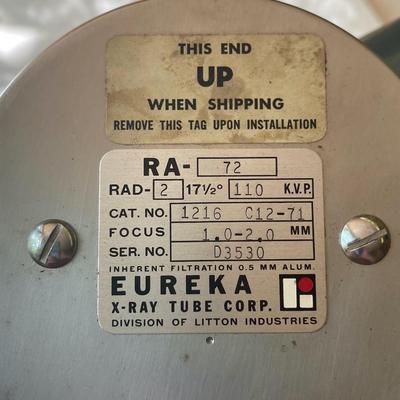 THIS END
UP
WHEN SHIPPING
REMOVE THIS TAG UPON INSTALLATION
RA- 72
RAD- 2 17½° 110 K.V.P.
CAT. NO. 1216 C12-71
FOCUS 1.0-2.0 MM
SER. NO. D3530
INHERENT FILTRATION 0.5 MM ALUM.
EUREKA
X-RAY TUBE CORP.
DIVISION OF LITTON INDUSTRIES